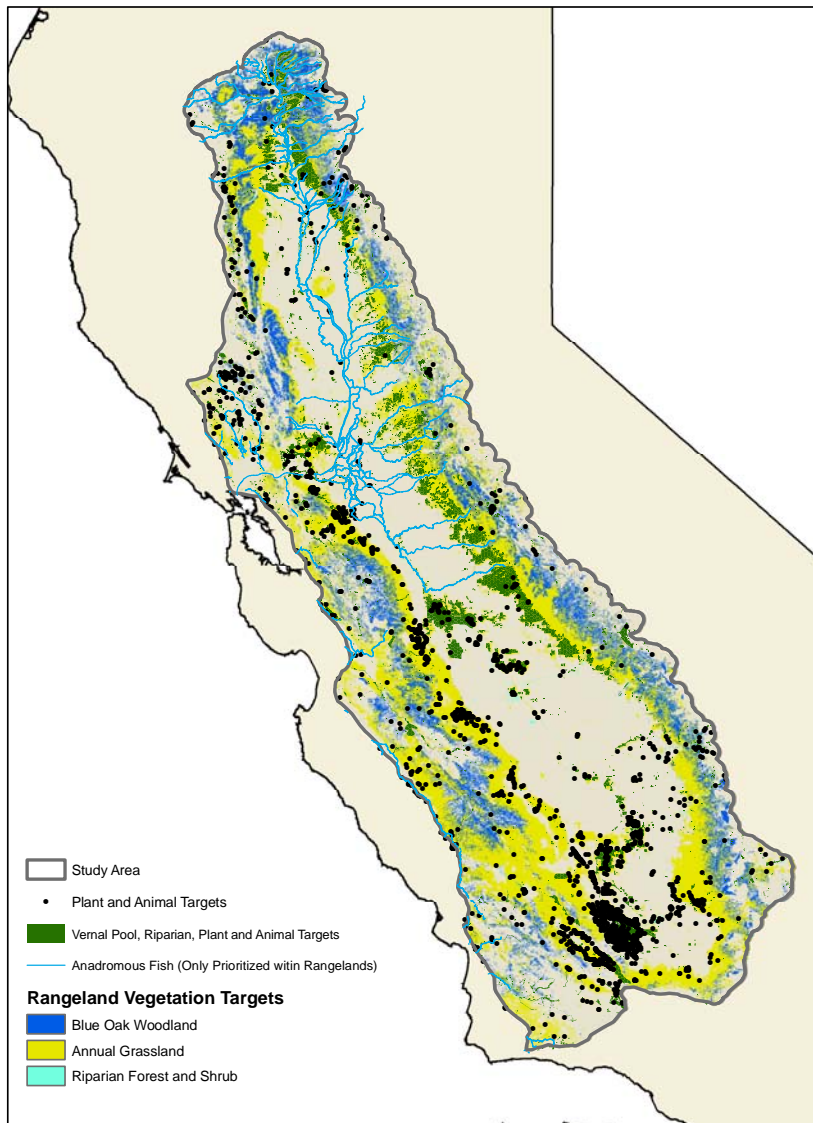 Study Area
Plant and Animal Targets
Vernal Pool, Riparian, Plant and Animal Targets
Anadromous Fish (Only Prioritized witin Rangelands)
Rangeland Vegetation Targets
Blue Oak Woodland
Annual Grassland
Riparian Forest and Shrub